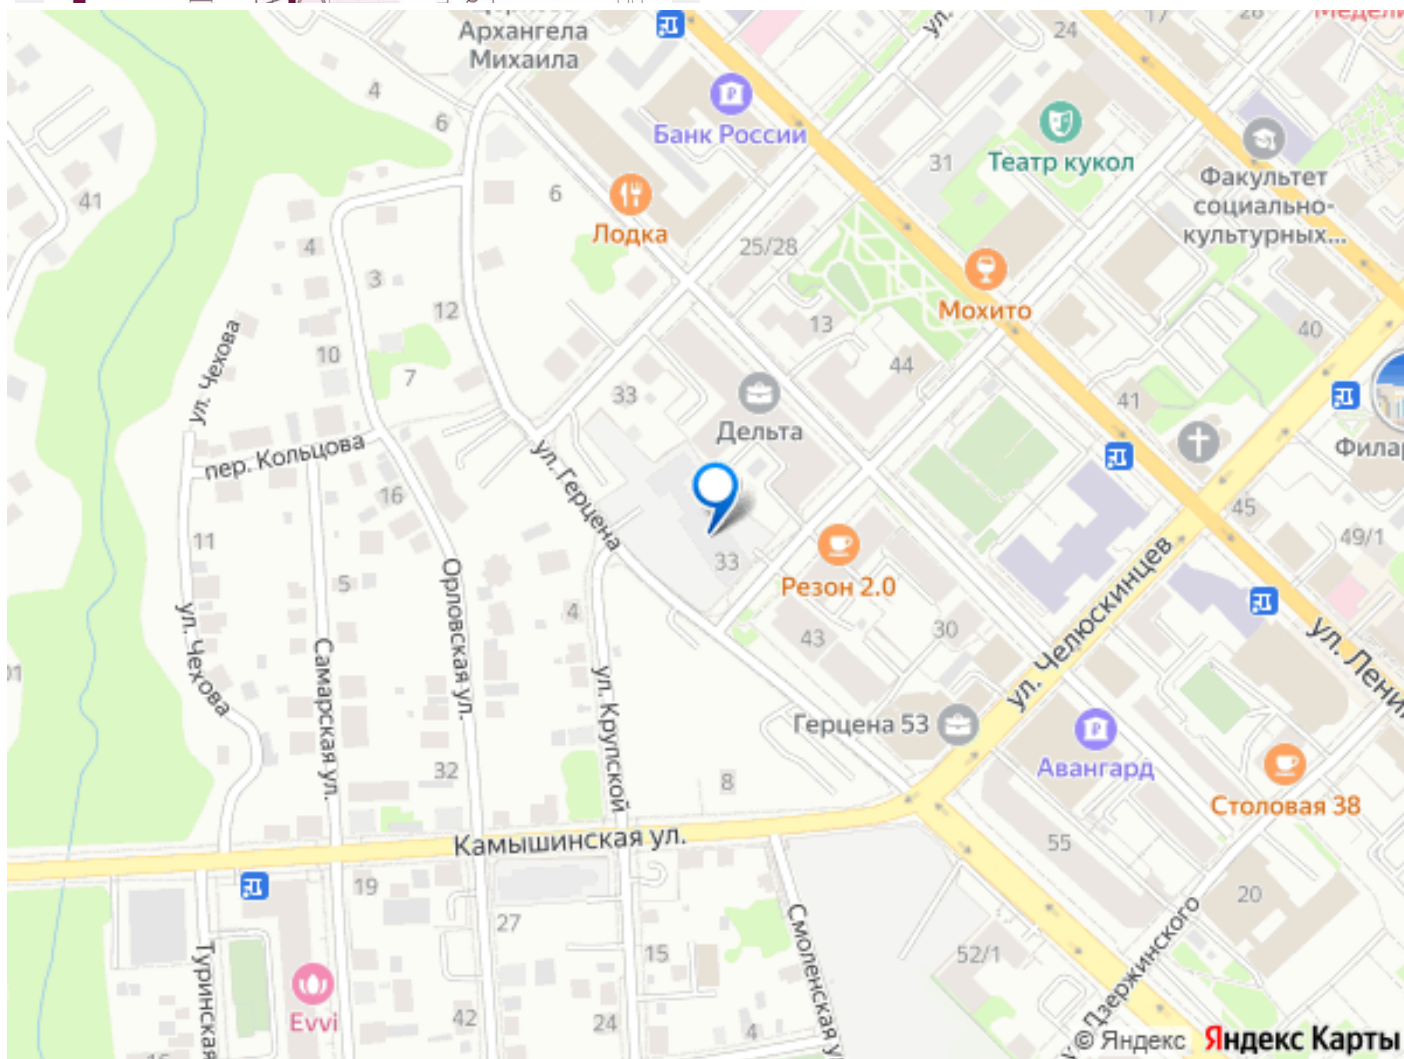 Архангела
Михаила
ул.
24
17
28
4
6
Банк России
31
Театр кукол
Факультет
социально-
культурных...
41
6
Лодка
25/28
4
3
12
Мохито
13
40
ул. Чехова
10
7
44
33
41
Дельта
Фила
пер. Кольцова
ул. Герцена
16
45
11
49/1
33
Резон 2.0
5
Орловская ул.
4
43
30
ул. Челюскинцев
ул. Чехова
Самарская ул.
ул. Крупской
ул. Лени
Герцена 53
32
8
Авангард
Столовая 38
Камышинская ул.
55
19
20
27
Смоленская у
15
52/1
Дзержинского
Туринская
Evvi
42
24
4
© Яндекс Яндекс Карты